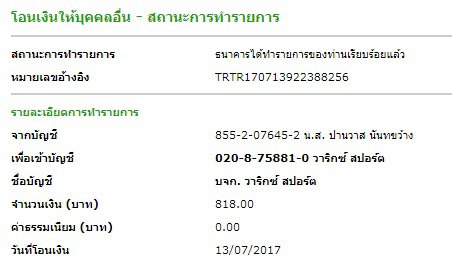 โอนเงินให้บุคคลอื่น - สถานะการทำรายการ
สถานะการทำรายการ ธนาคารได้ทำรายการของท่านเรียบร้อยแล้ว
หมายเลขอ้างอิง TRTR170713922388256
รายละเอียดการทำรายการ
จากบัญชี 855-2-07645-2 น.ส. ปานวาส นันทขว้าง
เพื่อเข้าบัญชี 020-8-75881-0 วาริกซ์ สปอร์ต
ชื่อบัญชี บจก. วาริกซ์ สปอร์ต
จำนวนเงิน (บาท) 818.00
ค่าธรรมเนียม (บาท) 0.00
วันที่โอนเงิน 13/07/2017